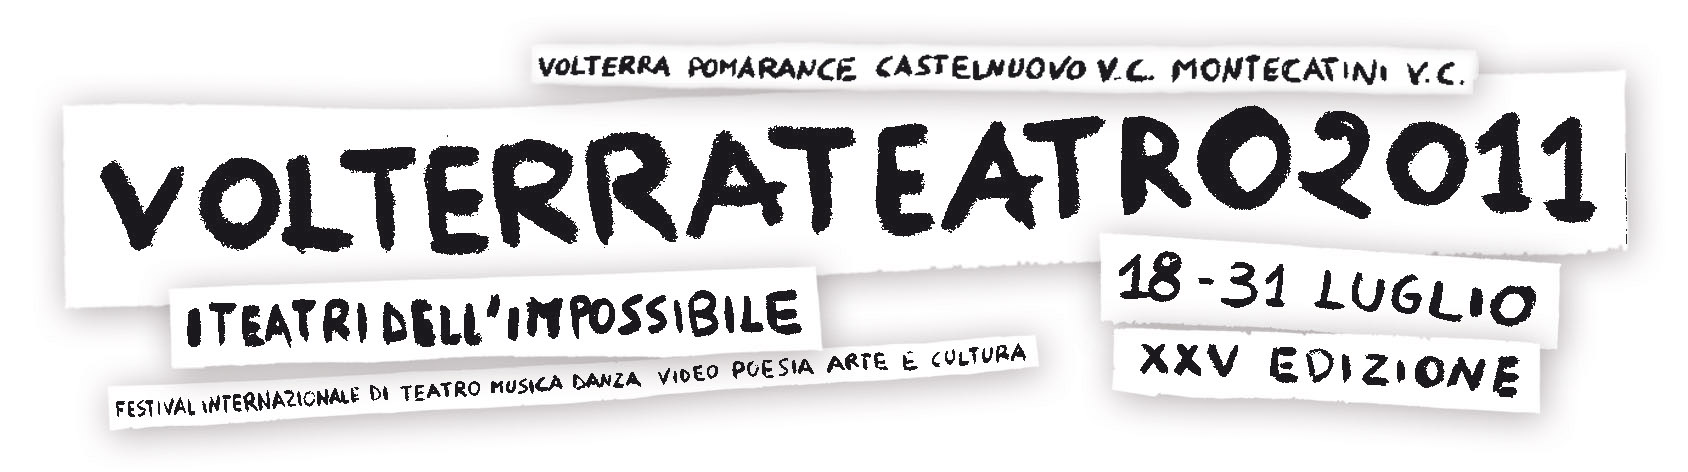 VOLTERRA POMARANCE CASTELNUOVO V.C. MONTECATINI V.C.
VOLTERRATEATRO2011
I TEATRI DELL'IMPOSSIBILE
18-31 LUGLIO
XXV EDIZIONE
FESTIVAL INTERNAZIONALE DI TEATRO MUSICA DANZA VIDEO POESIA ARTE E CULTURA